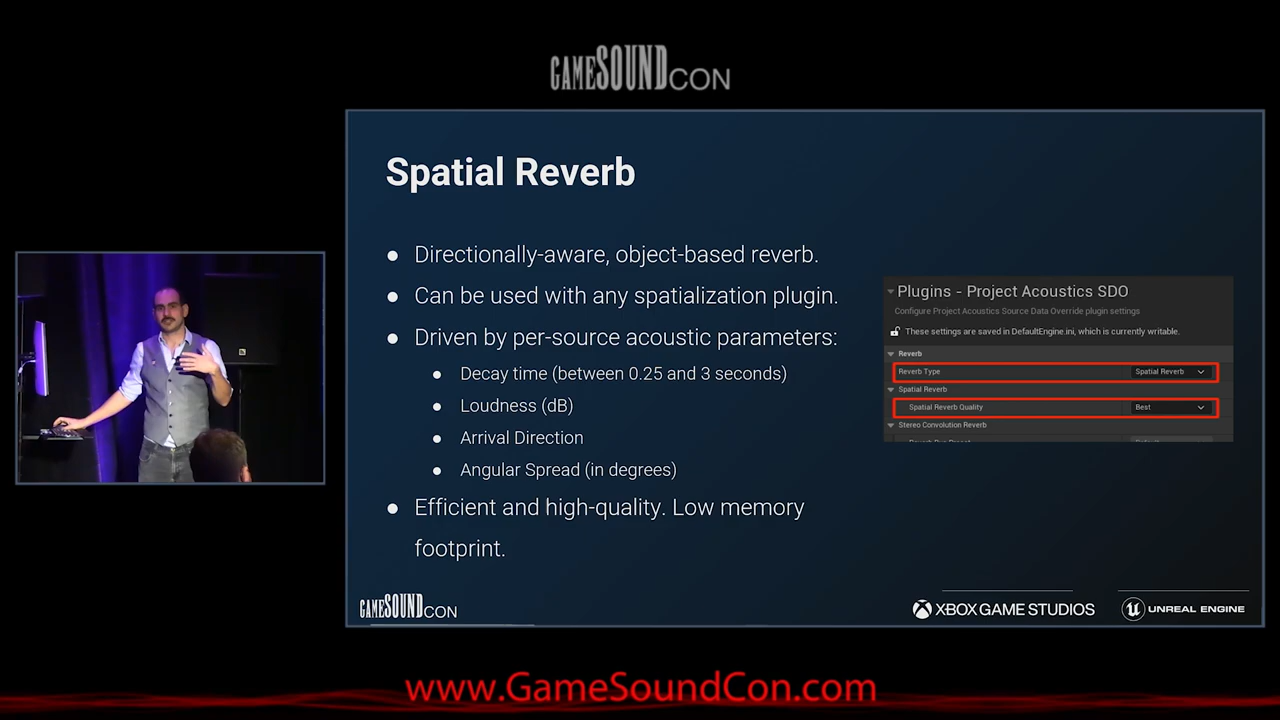 GAMESOUNDCON
Spatial Reverb
● Directionally-aware, object-based reverb.
● Can be used with any spatialization plugin.
● Driven by per-source acoustic parameters:
● Decay time (between 0.25 and 3 seconds)
● Loudness (dB)
● Arrival Direction
● Angular Spread (in degrees)
● Efficient and high-quality. Low memory
footprint.
Plugins - Project Acoustics SDO
Configure Project Acoustics Source Data Override plugin settings
These settings are saved in DefaultEngine.ini, which is currently writable.
Reverb
Reverb Type Spatial Reverb
Spatial Reverb
Spatial Reverb Quality Best
Stereo Convolution Reverb
GAMESOUNDCON
XBOX GAME STUDIOS
UNREAL ENGINE
www.GameSoundCon.com